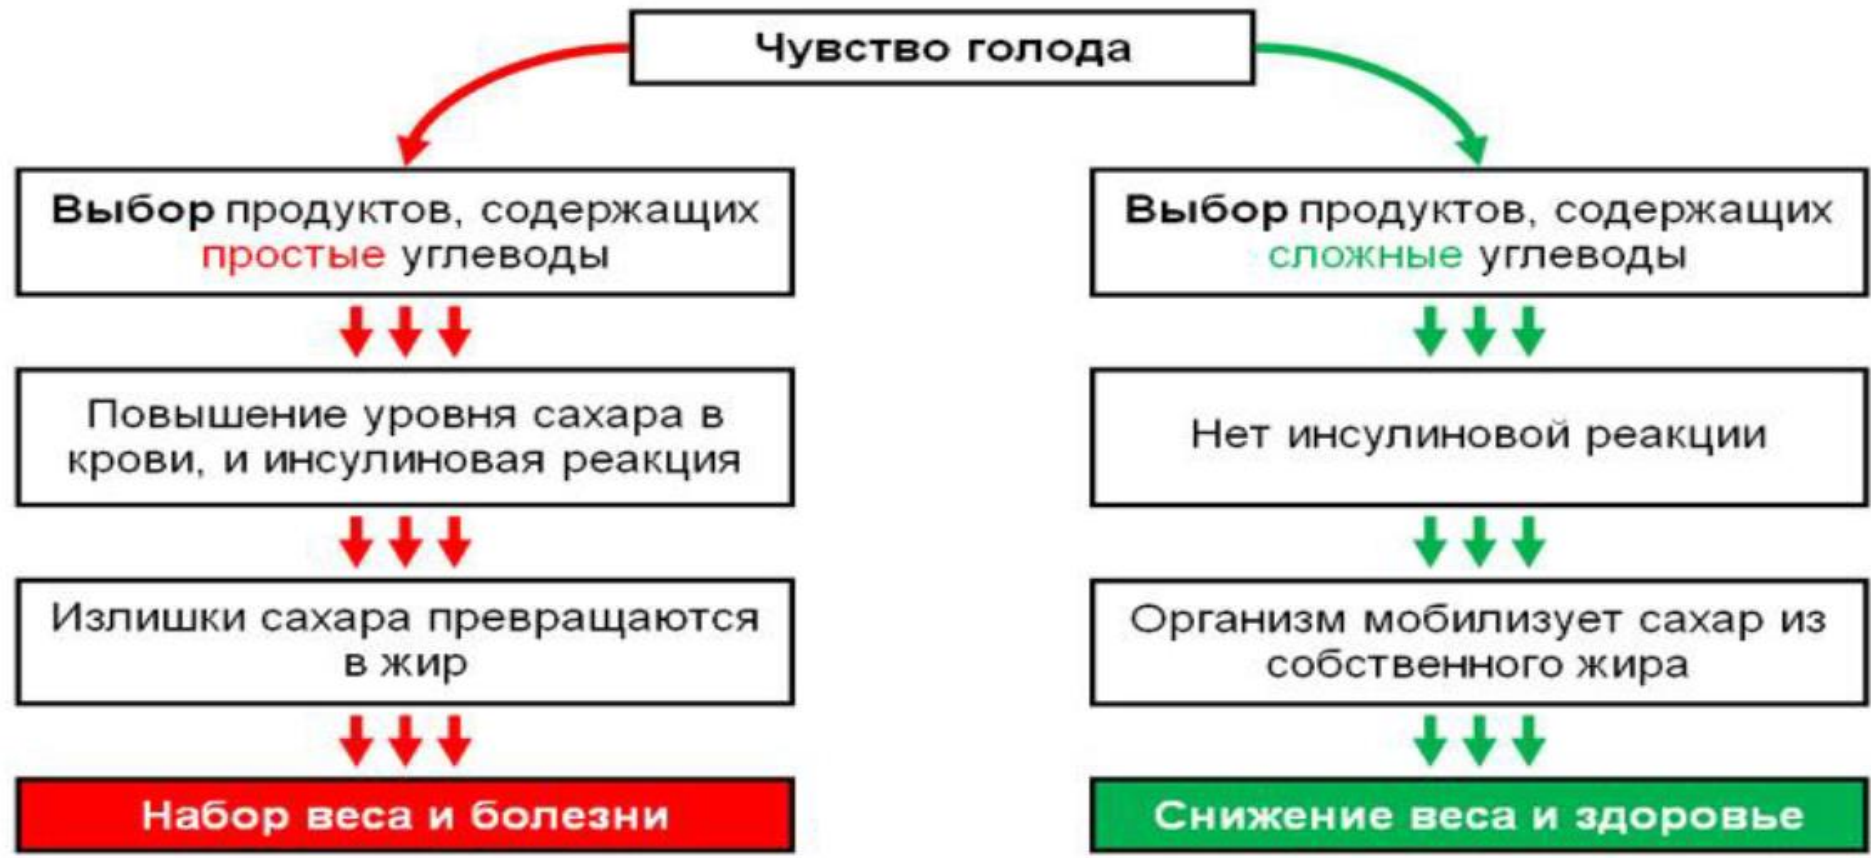 Чувство голода
Выбор продуктов, содержащих
простые углеводы
Повышение уровня сахара в
крови, и инсулиновая реакция
Излишки сахара превращаются
в жир
Набор веса и болезни
Выбор продуктов, содержащих
сложные углеводы
Нет инсулиновой реакции
Организм мобилизует сахар из
собственного жира
Снижение веса и здоровье